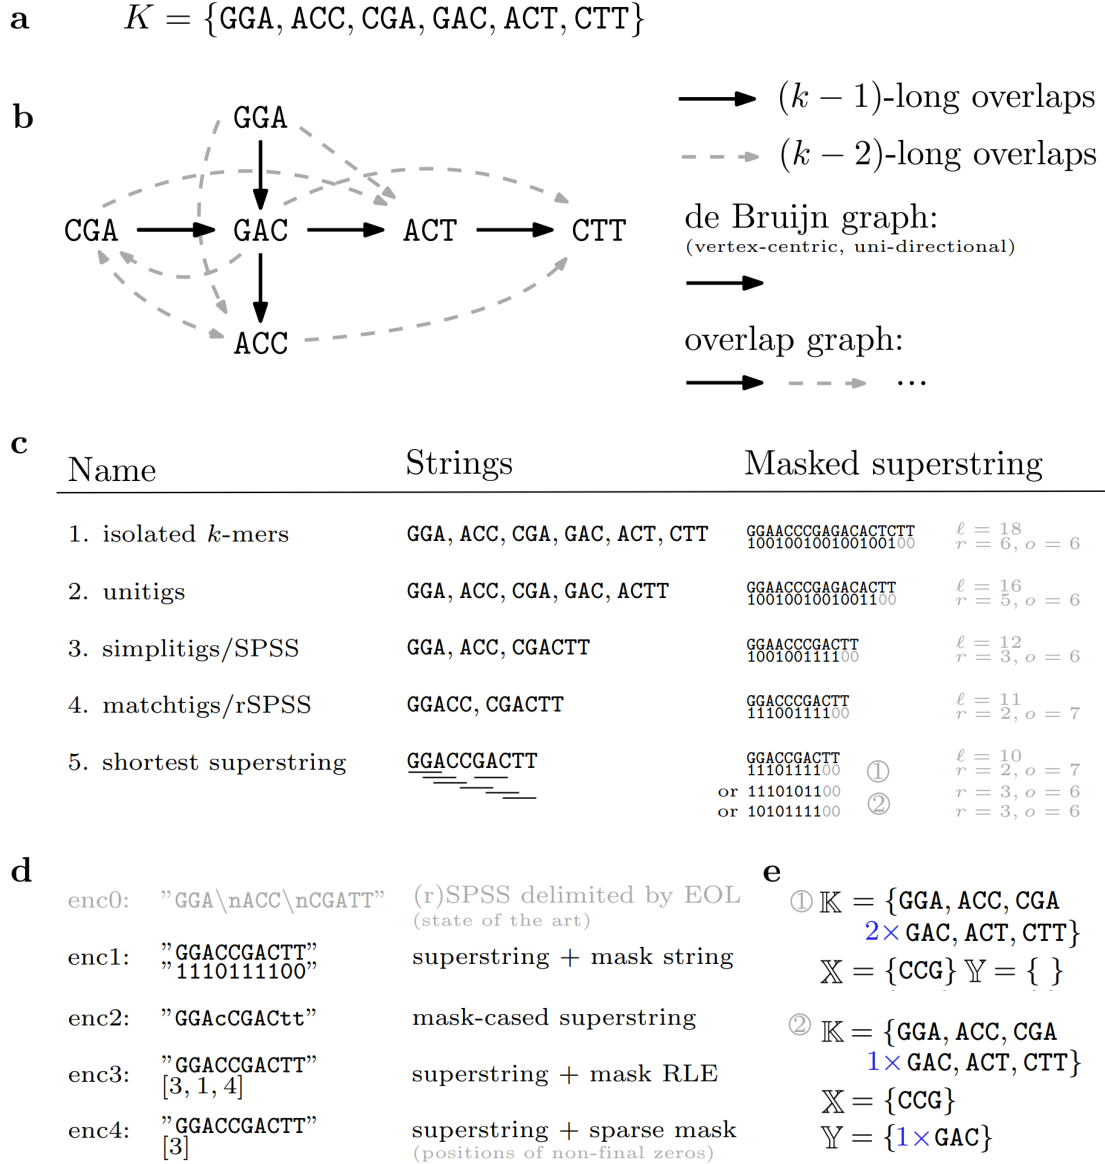 a K = {GGA, ACC, CGA, GAC, ACT, CTT}
b
GGA
CGA GAC ACT CTT
ACC
(k − 1)-long overlaps
(k − 2)-long overlaps
de Bruijn graph:
(vertex-centric, uni-directional)
overlap graph:
...
c
Name Strings Masked superstring
1. isolated k-mers GGA, ACC, CGA, GAC, ACT, CTT GGAACCCGAGACACTCTT ℓ = 18
100100100100100100 r = 6, o = 6
2. unitigs GGA, ACC, CGA, GAC, ACTT GGAACCCGAGACACTT ℓ = 16
1001001001001100 r = 5, o = 6
3. simplitigs/SPSS GGA, ACC, CGACTT GGAACCCGACTT ℓ = 12
100100111100 r = 3, o = 6
4. matchtigs/rSPSS GGACC, CGACTT GGACCCGACTT ℓ = 11
11100111100 r = 2, o = 7
5. shortest superstring GGACCGACTT GGACCGACTT ℓ = 10
1110111100 ① r = 2, o = 7
or 1110101100 r = 3, o = 6
or 1010111100 ② r = 3, o = 6
d
enc0: "GGA\nACC\nCGATT" (r)SPSS delimited by EOL
(state of the art)
enc1: "GGACCGACTT"
"1110111100" superstring + mask string
enc2: "GGAcCGACtt" mask-cased superstring
enc3: "GGACCGACTT"
[3, 1, 4] superstring + mask RLE
enc4: "GGACCGACTT"
[3] superstring + sparse mask
(positions of non-final zeros)
e
① 𝕂 = {GGA, ACC, CGA
2× GAC, ACT, CTT}
𝕏 = {CCG} 𝕐 = { }
② 𝕂 = {GGA, ACC, CGA
1× GAC, ACT, CTT}
𝕏 = {CCG}
𝕐 = {1×GAC}